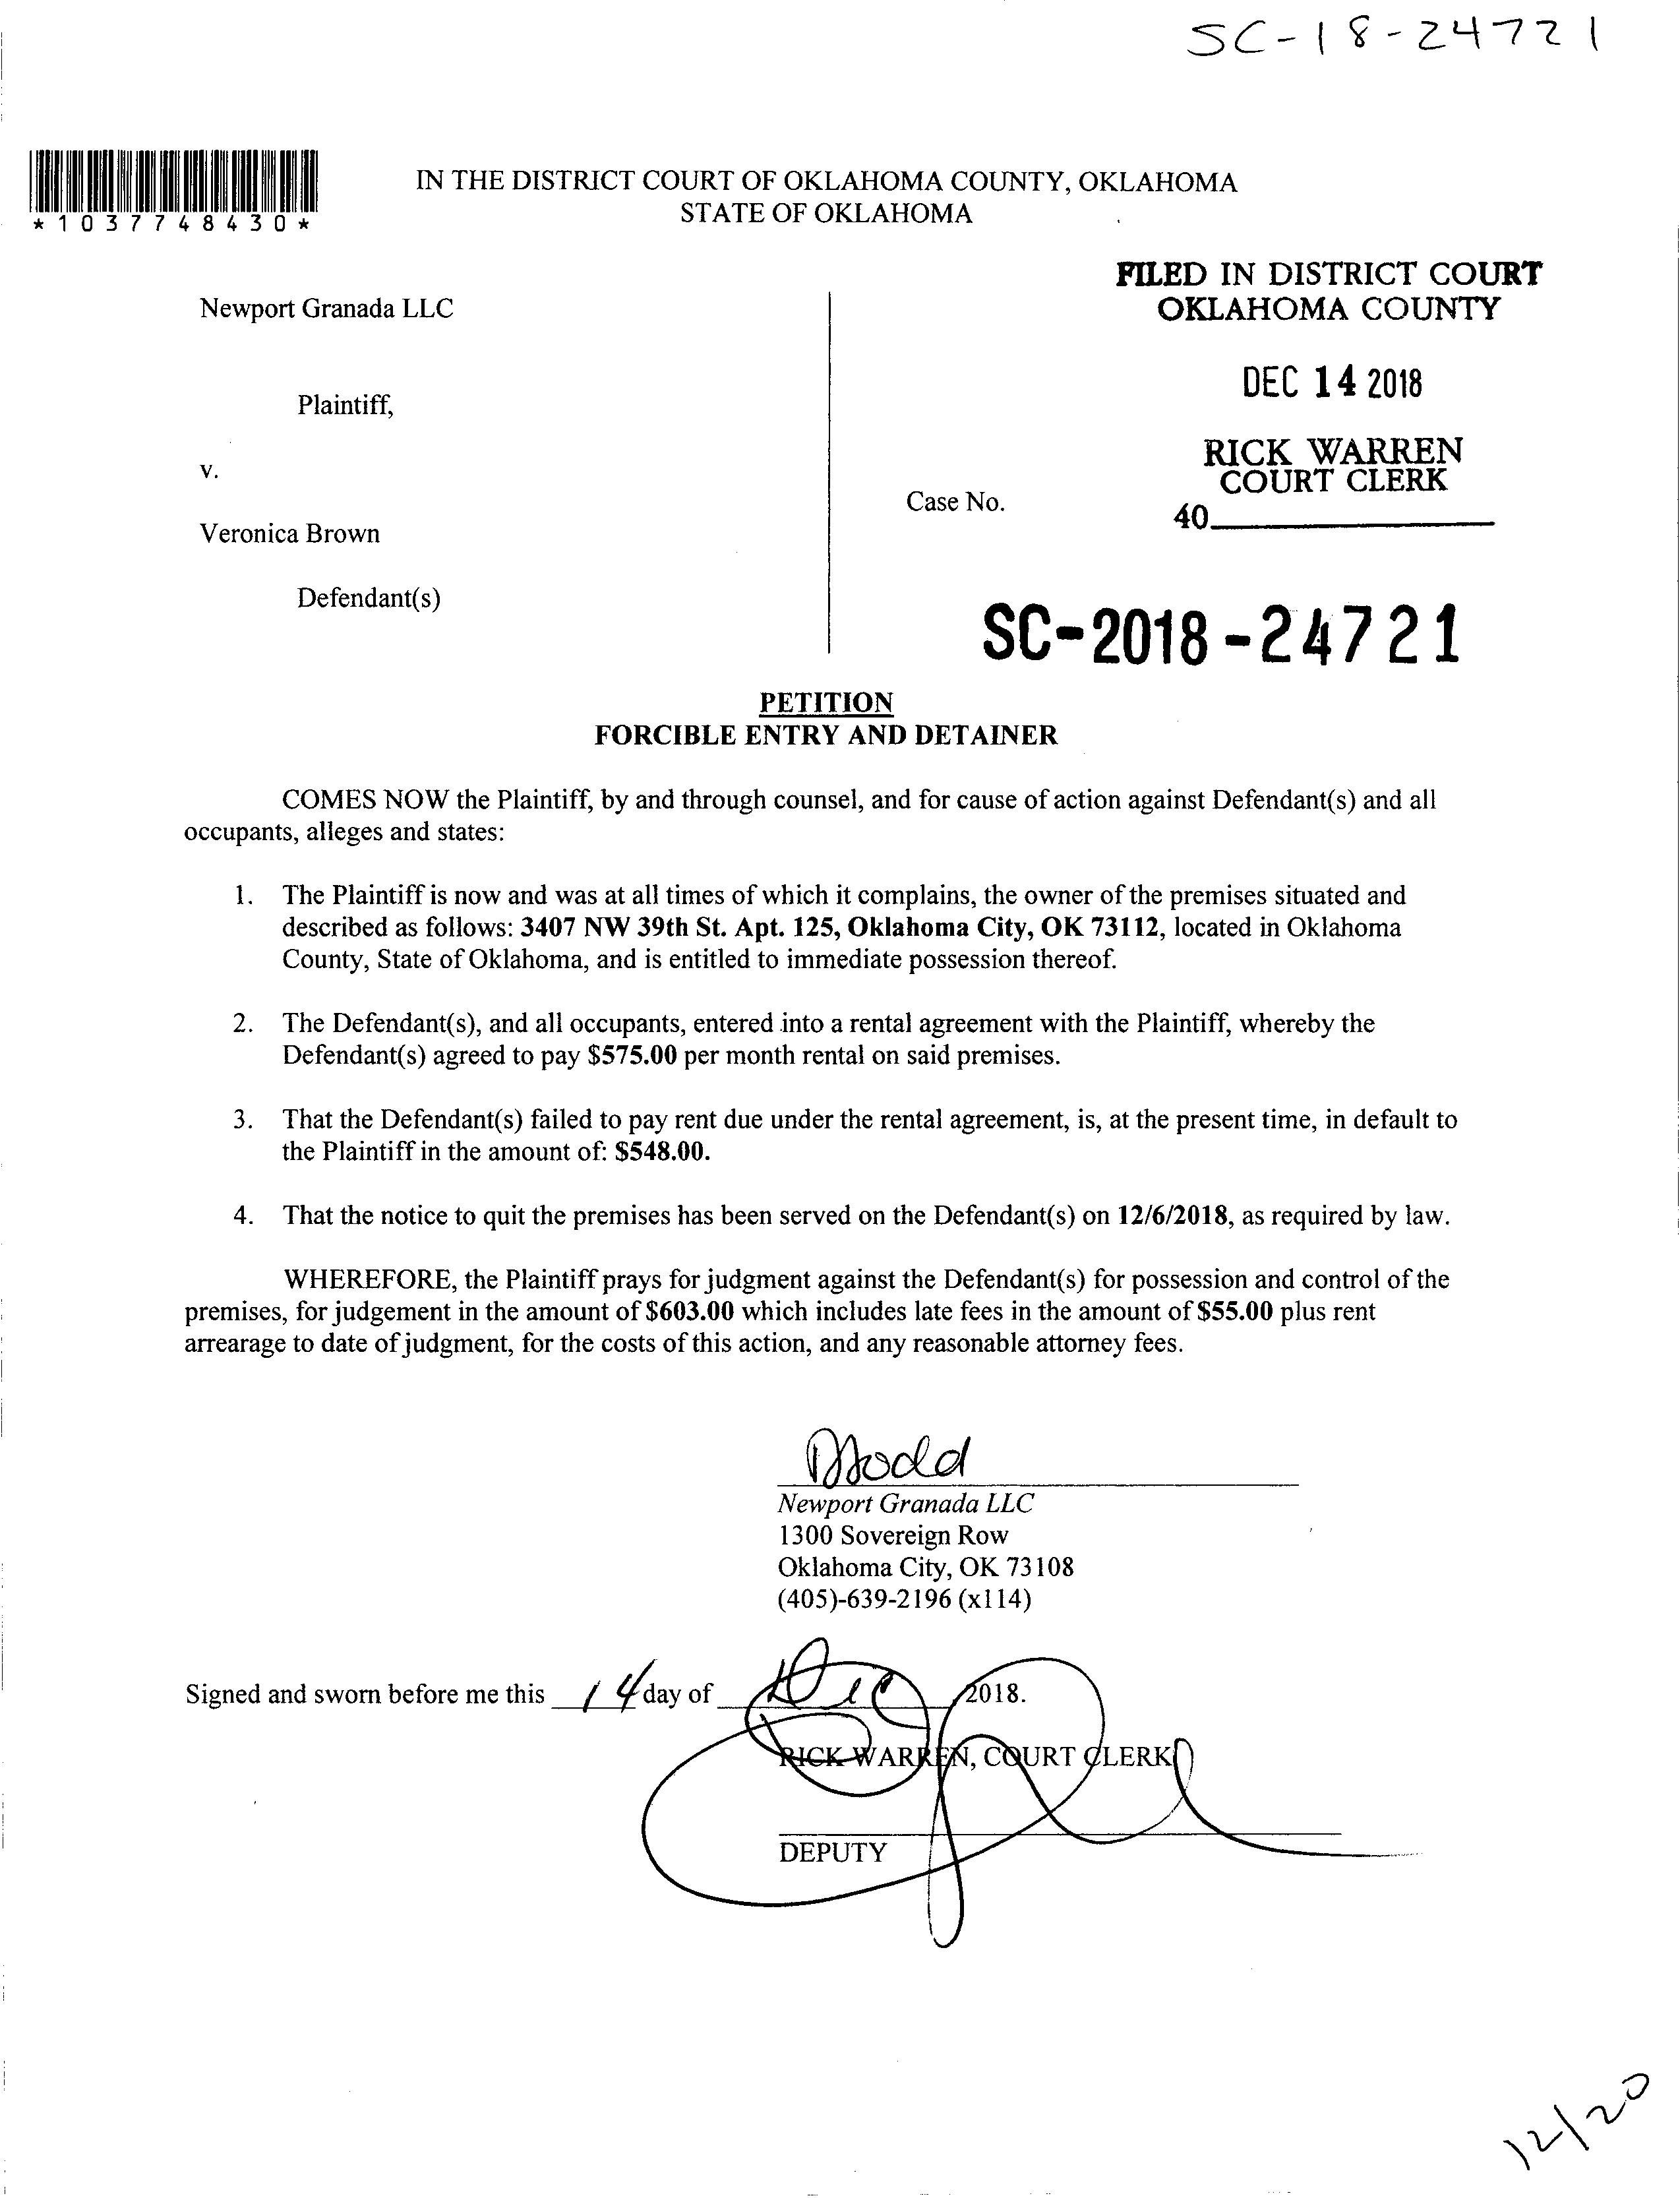 SC-18-24721
*1037748430*
IN THE DISTRICT COURT OF OKLAHOMA COUNTY, OKLAHOMA
STATE OF OKLAHOMA
FILED IN DISTRICT COURT
OKLAHOMA COUNTY
DEC 14 2018
RICK WARREN
COURT CLERK
40
Newport Granada LLC
Plaintiff,
v.
Case No.
Veronica Brown
Defendant(s)
SC-2018-24721
PETITION
FORCIBLE ENTRY AND DETAINER
COMES NOW the Plaintiff, by and through counsel, and for cause of action against Defendant(s) and all
occupants, alleges and states:
1. The Plaintiff is now and was at all times of which it complains, the owner of the premises situated and
described as follows: 3407 NW 39th St. Apt. 125, Oklahoma City, OK 73112, located in Oklahoma
County, State of Oklahoma, and is entitled to immediate possession thereof.
2. The Defendant(s), and all occupants, entered into a rental agreement with the Plaintiff, whereby the
Defendant(s) agreed to pay $575.00 per month rental on said premises.
3. That the Defendant(s) failed to pay rent due under the rental agreement, is, at the present time, in default to
the Plaintiff in the amount of: $548.00.
4. That the notice to quit the premises has been served on the Defendant(s) on 12/6/2018, as required by law.
WHEREFORE, the Plaintiff prays for judgment against the Defendant(s) for possession and control of the
premises, for judgement in the amount of $603.00 which includes late fees in the amount of $55.00 plus rent
arrearage to date of judgment, for the costs of this action, and any reasonable attorney fees.
Newport Granada LLC
1300 Sovereign Row
Oklahoma City, OK 73108
(405)-639-2196 (x114)
Signed and sworn before me this 14 day of Dec 2018.
RICK WARREN, COURT CLERK
DEPUTY
12/20